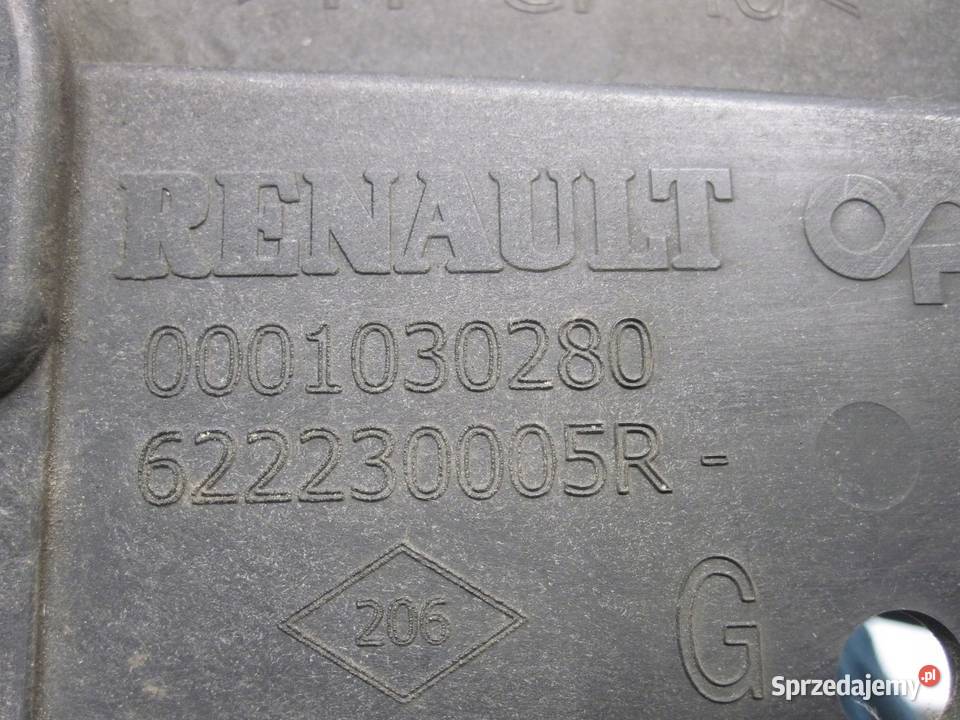 RENAULT
0001030280
622230005R -
206
G
Sprzedajemy.pl